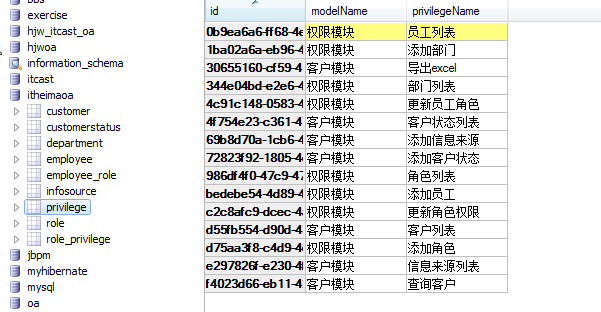 bbs
exercise
hjw_itcast_oa
hjwoa
information_schema
itcast
itheimaoa
customer
customerstatus
department
employee
employee_role
infosource
privilege
role
role_privilege
jbpm
myhibernate
mysql
oa
id modelName privilegeName
0b9ea6a6-ff68-4e 权限模块 员工列表
1ba02a6a-eb96-4 权限模块 添加部门
30655160-cf59-4 客户模块 导出excel
344e04bd-e2e6-4 权限模块 部门列表
4c91c148-0583-4 权限模块 更新员工角色
4f754e23-c361-4 客户模块 客户状态列表
69b8d70a-1cb6-4 客户模块 添加信息来源
72823f92-1805-4 客户模块 添加客户状态
986df4f0-47c9-47 权限模块 角色列表
bedebe54-4d89-4 权限模块 添加员工
c2c8afc9-dcec-4 权限模块 更新角色权限
d55fb554-d90d-4 客户模块 客户列表
d75aa3f8-c4d9-4 权限模块 添加角色
e297826f-e230-4f 客户模块 信息来源列表
f4023d66-eb11-4 客户模块 查询客户